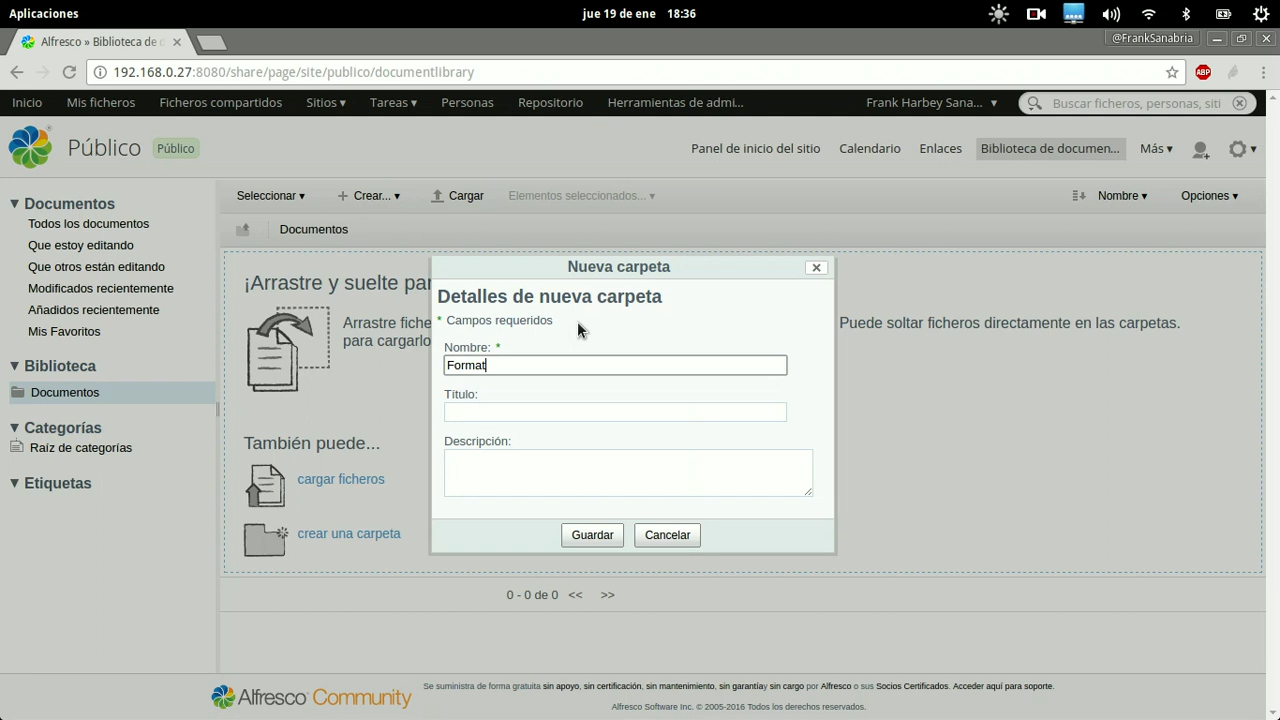 Aplicaciones
jue 19 de ene 18:36
Alfresco » Biblioteca de d
@FrankSanabria
192.168.0.27:8080/share/page/site/publico/documentlibrary
ABP
Inicio Mis ficheros Ficheros compartidos Sitios ▾ Tareas ▾ Personas Repositorio Herramientas de admi... Frank Harbey Sana... ▾ Buscar ficheros, personas, siti
Público Público
Panel de inicio del sitio Calendario Enlaces Biblioteca de documen... Más ▾
Documentos
Todos los documentos
Que estoy editando
Que otros están editando
Modificados recientemente
Añadidos recientemente
Mis Favoritos
Biblioteca
Documentos
Categorías
Raíz de categorías
Etiquetas
Seleccionar ▾ Crear... ▾ Cargar Elementos seleccionados... ▾ Nombre ▾ Opciones ▾
Documentos
¡Arrastre y suelte par
Arrastre fiche
para cargarlo
Puede soltar ficheros directamente en las carpetas.
También puede...
cargar ficheros
crear una carpeta
Nueva carpeta
Detalles de nueva carpeta
* Campos requeridos
Nombre: *
Format
Título:
Descripción:
Guardar Cancelar
0 - 0 de 0 << >>
Alfresco Community
Se suministra de forma gratuita sin apoyo, sin certificación, sin mantenimiento, sin garantíay sin cargo por Alfresco o sus Socios Certificados. Acceder aquí para soporte.
Alfresco Software Inc. © 2005-2016 Todos los derechos reservados.